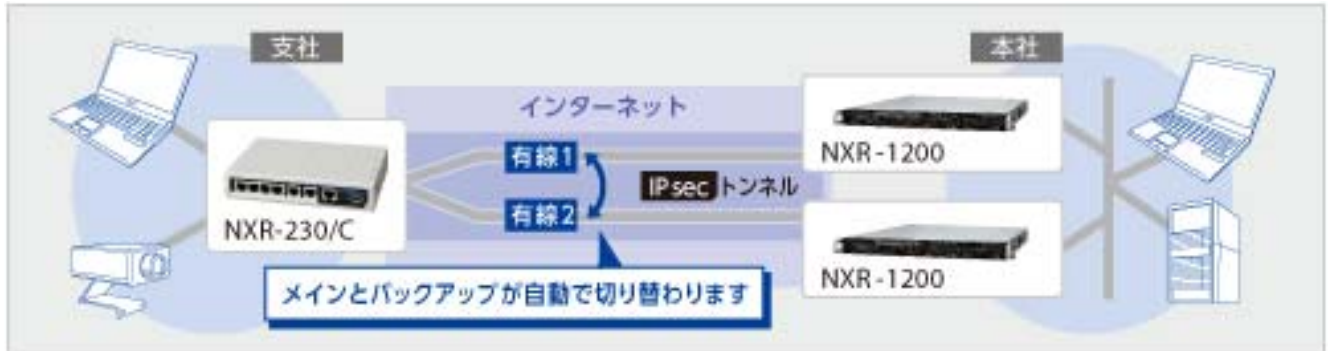 支社
本社
インターネット
有線1
NXR-1200
IPsec トンネル
NXR-230/C
有線2
NXR-1200
メインとバックアップが自動で切り替わります